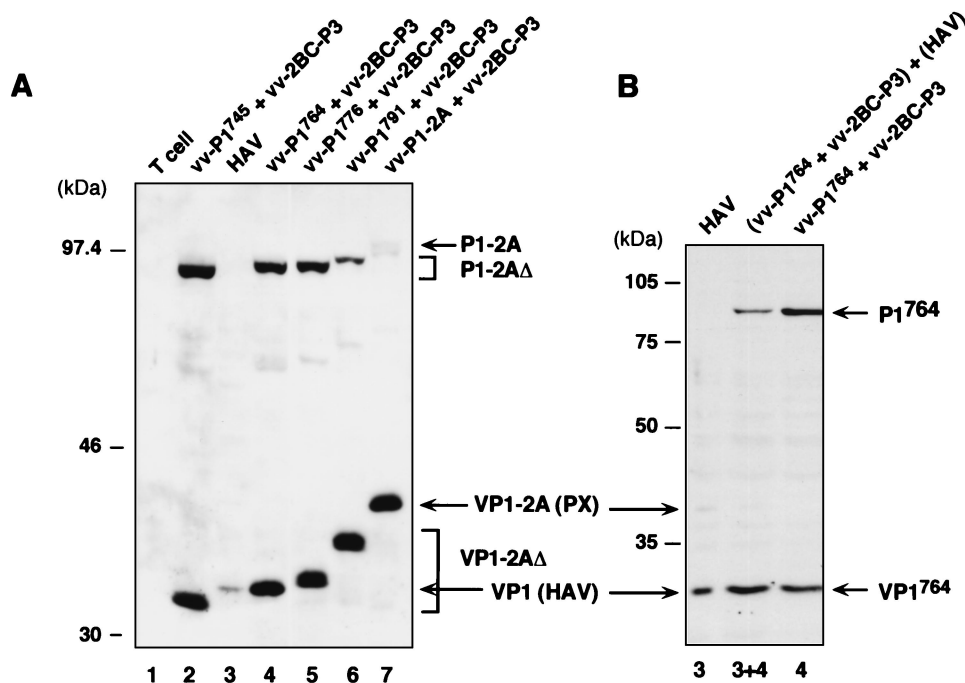 A
T cell
vv-P1745 + vv-2BC-P3
HAV
vv-P1764 + vv-2BC-P3
vv-P1776 + vv-2BC-P3
vv-P1791 + vv-2BC-P3
vv-P1-2A + vv-2BC-P3
(kDa)
97.4
46
30
P1-2A
P1-2AΔ
VP1-2A (PX)
VP1-2AΔ
VP1 (HAV)
1 2 3 4 5 6 7
B
HAV
(vv-P1764 + vv-2BC-P3) + (HAV)
vv-P1764 + vv-2BC-P3
(kDa)
105
75
50
35
P1764
VP1764
3 3+4 4